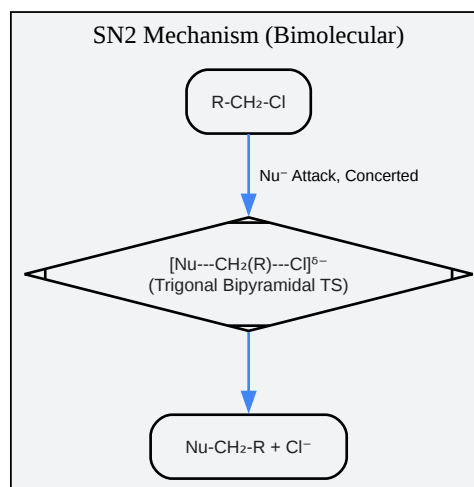 SN2 Mechanism (Bimolecular)
R-CH₂-Cl
Nu⁻ Attack, Concerted
[Nu---CH₂(R)---Cl]ᵟ⁻
(Trigonal Bipyramidal TS)
Nu-CH₂-R + Cl⁻